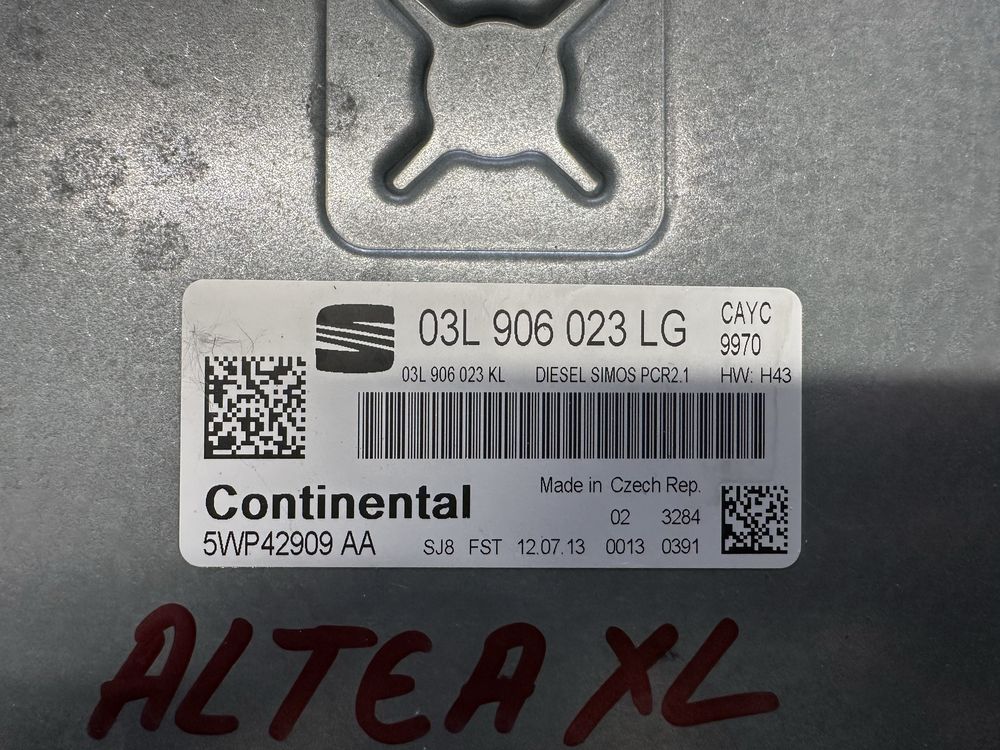 03L 906 023 LG
CAYC
9970
03L 906 023 KL DIESEL SIMOS PCR2.1 HW: H43
Made in Czech Rep.
Continental
02 3284
5WP42909 AA SJ8 FST 12.07.13 0013 0391
ALTEA XL